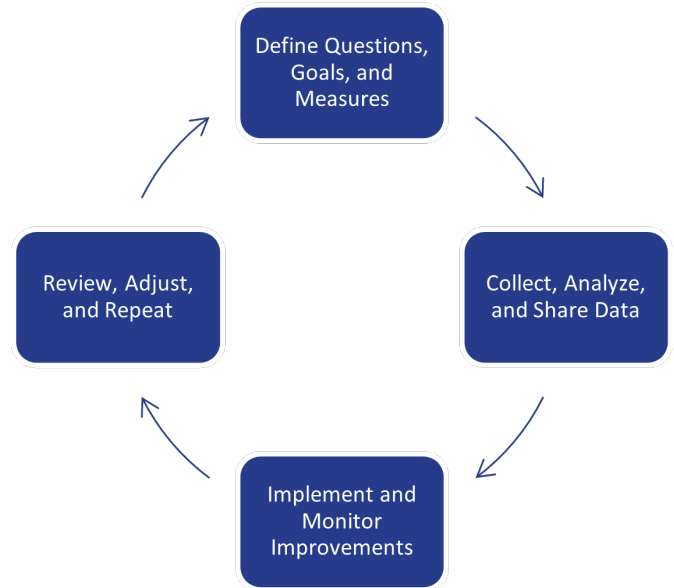 Define Questions,
Goals, and
Measures
Collect, Analyze,
and Share Data
Implement and
Monitor
Improvements
Review, Adjust,
and Repeat